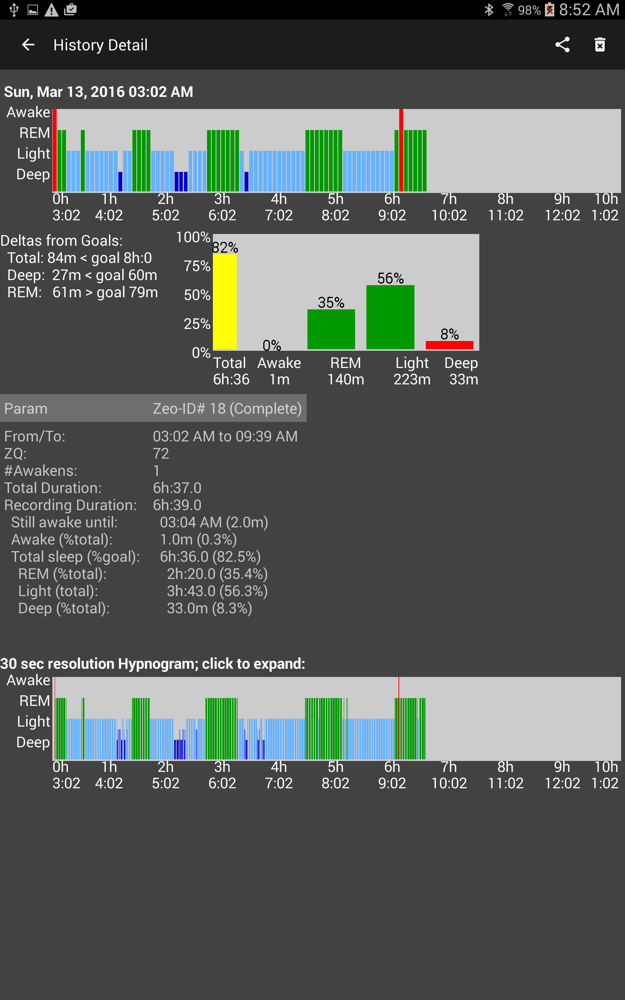 98% 8:52 AM
History Detail
Sun, Mar 13, 2016 03:02 AM
Awake
REM
Light
Deep
0h 1h 2h 3h 4h 5h 6h 7h 8h 9h 10h
3:02 4:02 5:02 6:02 7:02 8:02 9:02 10:02 11:02 12:02 1:02
Deltas from Goals:
Total: 84m < goal 8h:0
Deep: 27m < goal 60m
REM: 61m > goal 79m
100%
75%
50%
25%
0%
82%
0%
35%
56%
8%
Total Awake REM Light Deep
6h:36 1m 140m 223m 33m
Param Zeo-ID# 18 (Complete)
From/To: 03:02 AM to 09:39 AM
ZQ: 72
#Awakens: 1
Total Duration: 6h:37.0
Recording Duration: 6h:39.0
Still awake until: 03:04 AM (2.0m)
Awake (%total): 1.0m (0.3%)
Total sleep (%goal): 6h:36.0 (82.5%)
REM (%total): 2h:20.0 (35.4%)
Light (total): 3h:43.0 (56.3%)
Deep (%total): 33.0m (8.3%)
30 sec resolution Hypnogram; click to expand:
Awake
REM
Light
Deep
0h 1h 2h 3h 4h 5h 6h 7h 8h 9h 10h
3:02 4:02 5:02 6:02 7:02 8:02 9:02 10:02 11:02 12:02 1:02